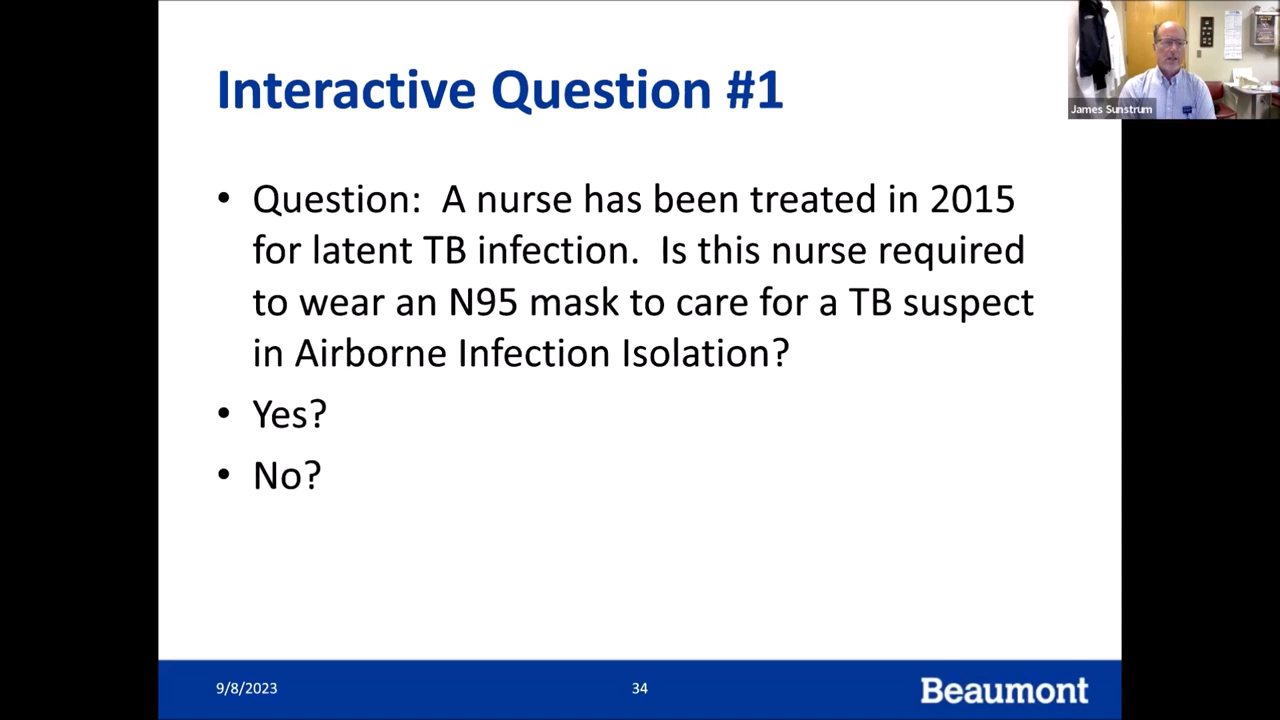 Interactive Question #1
James Sunstrum
• Question:  A nurse has been treated in 2015
for latent TB infection.  Is this nurse required
to wear an N95 mask to care for a TB suspect
in Airborne Infection Isolation?
• Yes?
• No?
9/8/2023
34
Beaumont